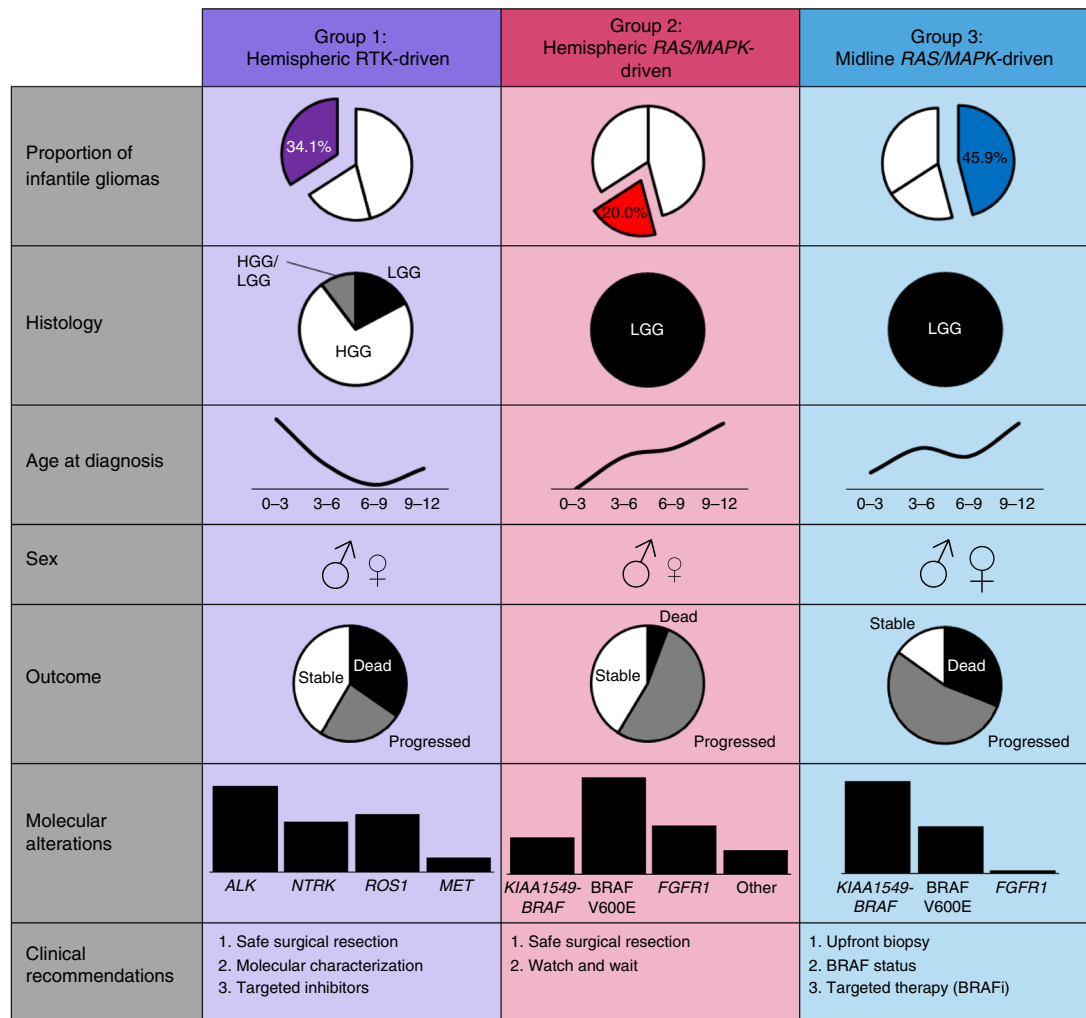 Group 1:
Hemispheric RTK-driven
Group 2:
Hemispheric RAS/MAPK-
driven
Group 3:
Midline RAS/MAPK-driven
Proportion of
infantile gliomas
34.1%
20.0%
45.9%
Histology
HGG/
LGG
LGG
HGG
LGG
LGG
Age at diagnosis
0–3 3–6 6–9 9–12
0–3 3–6 6–9 9–12
0–3 3–6 6–9 9–12
Sex
Outcome
Stable
Dead
Progressed
Dead
Stable
Progressed
Stable
Dead
Progressed
Molecular
alterations
ALK NTRK ROS1 MET
KIAA1549-
BRAF
BRAF
V600E
FGFR1
Other
KIAA1549-
BRAF
BRAF
V600E
FGFR1
Clinical
recommendations
1. Safe surgical resection
2. Molecular characterization
3. Targeted inhibitors
1. Safe surgical resection
2. Watch and wait
1. Upfront biopsy
2. BRAF status
3. Targeted therapy (BRAFi)